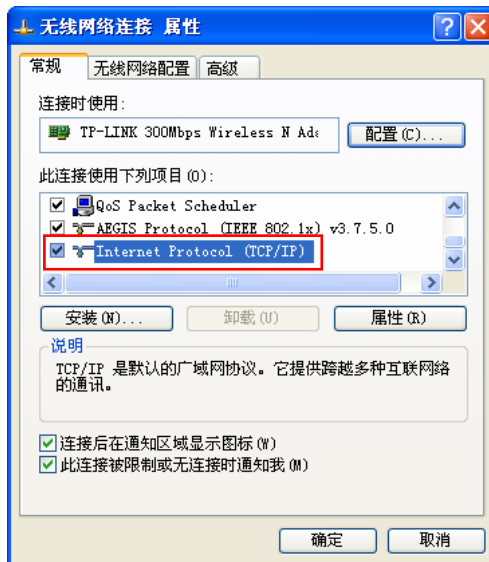 无线网络连接 属性
常规 无线网络配置 高级
连接时使用:
TP-LINK 300Mbps Wireless N Ada 配置(C)...
此连接使用下列项目(O):
QoS Packet Scheduler
AEGIS Protocol (IEEE 802.1x) v3.7.5.0
Internet Protocol (TCP/IP)
安装(N)... 卸载(U) 属性(R)
说明
TCP/IP 是默认的广域网协议。它提供跨越多种互联网络
的通讯。
连接后在通知区域显示图标(W)
此连接被限制或无连接时通知我(M)
确定 取消